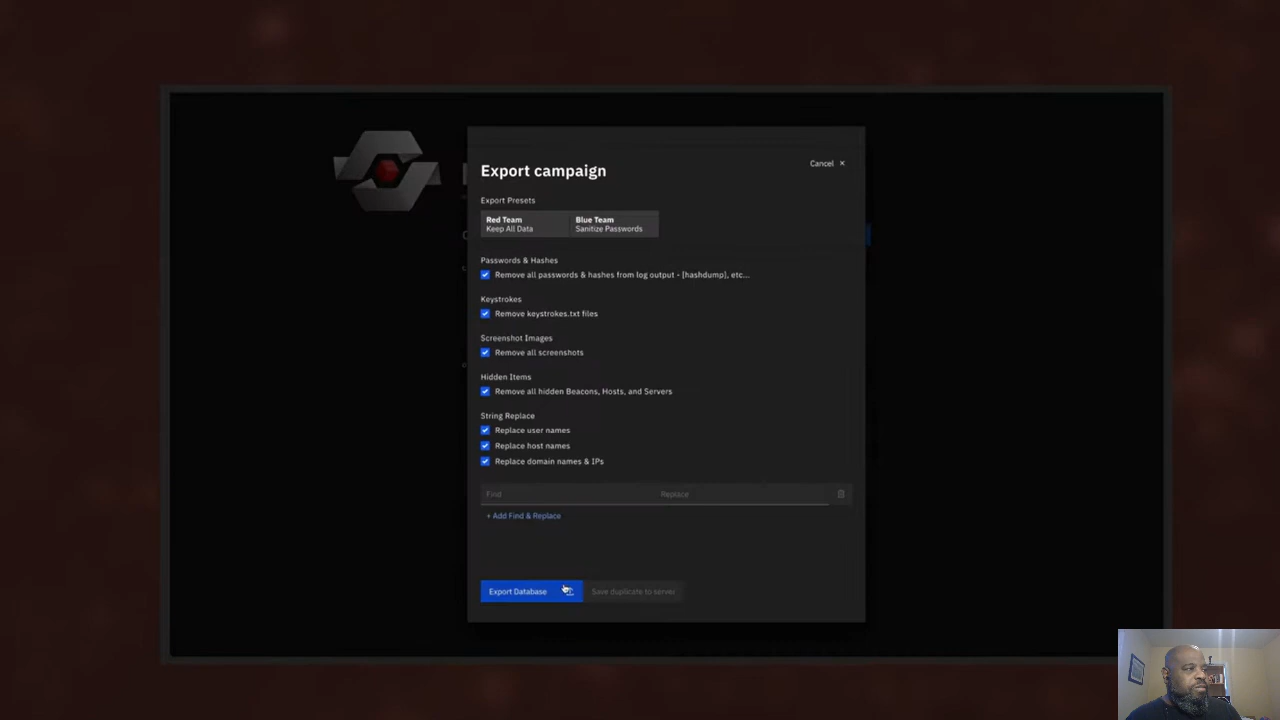 Export campaign
Cancel ×
Export Presets
Red Team
Keep All Data
Blue Team
Sanitize Passwords
Passwords & Hashes
Remove all passwords & hashes from log output - [hashdump], etc...
Keystrokes
Remove keystrokes.txt files
Screenshot Images
Remove all screenshots
Hidden Items
Remove all hidden Beacons, Hosts, and Servers
String Replace
Replace user names
Replace host names
Replace domain names & IPs
Find
Replace
+ Add Find & Replace
Export Database
Save duplicate to server